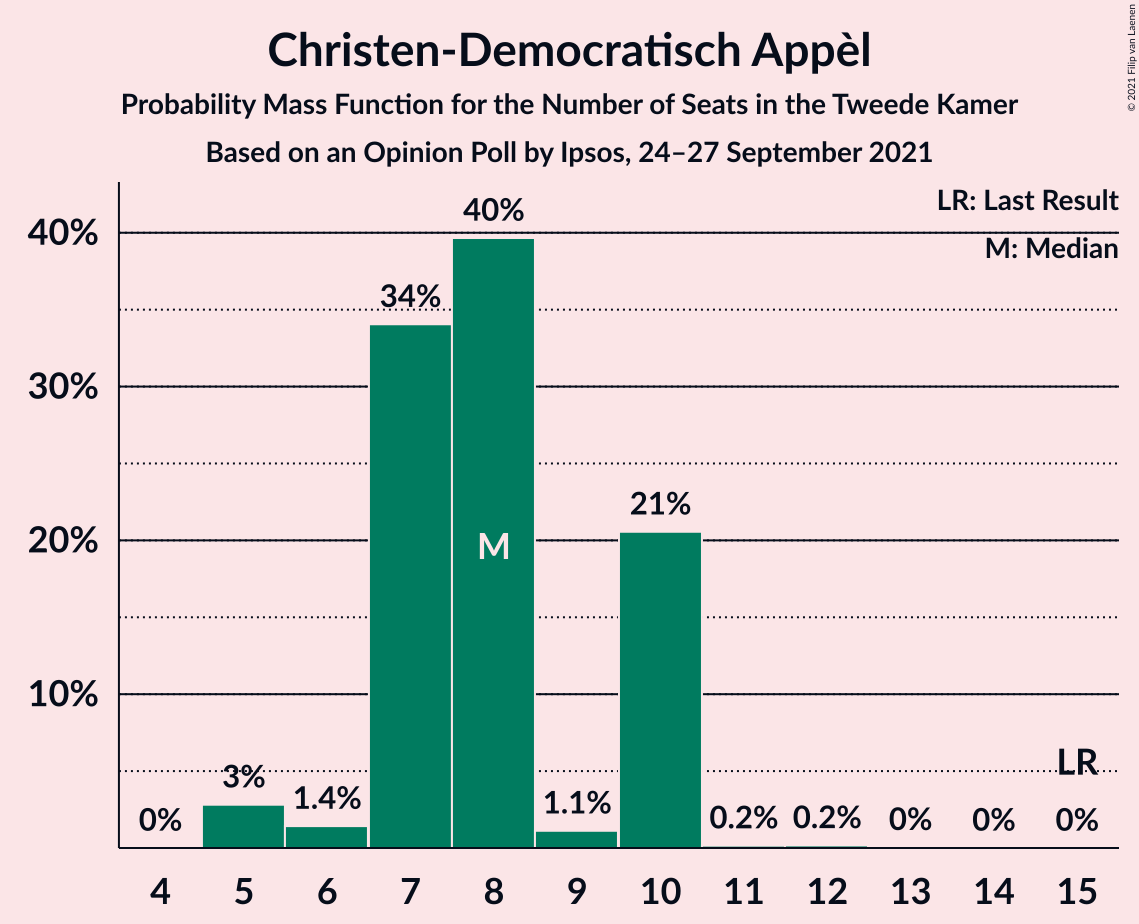 Christen-Democratisch Appèl
Probability Mass Function for the Number of Seats in the Tweede Kamer
Based on an Opinion Poll by Ipsos, 24–27 September 2021
© 2021 Filip van Laenen
LR: Last Result
M: Median
40%
30%
20%
10%
0%
3%
1.4%
34%
40%
M
1.1%
21%
0.2%
0.2%
0%
0%
LR
0%
4 5 6 7 8 9 10 11 12 13 14 15